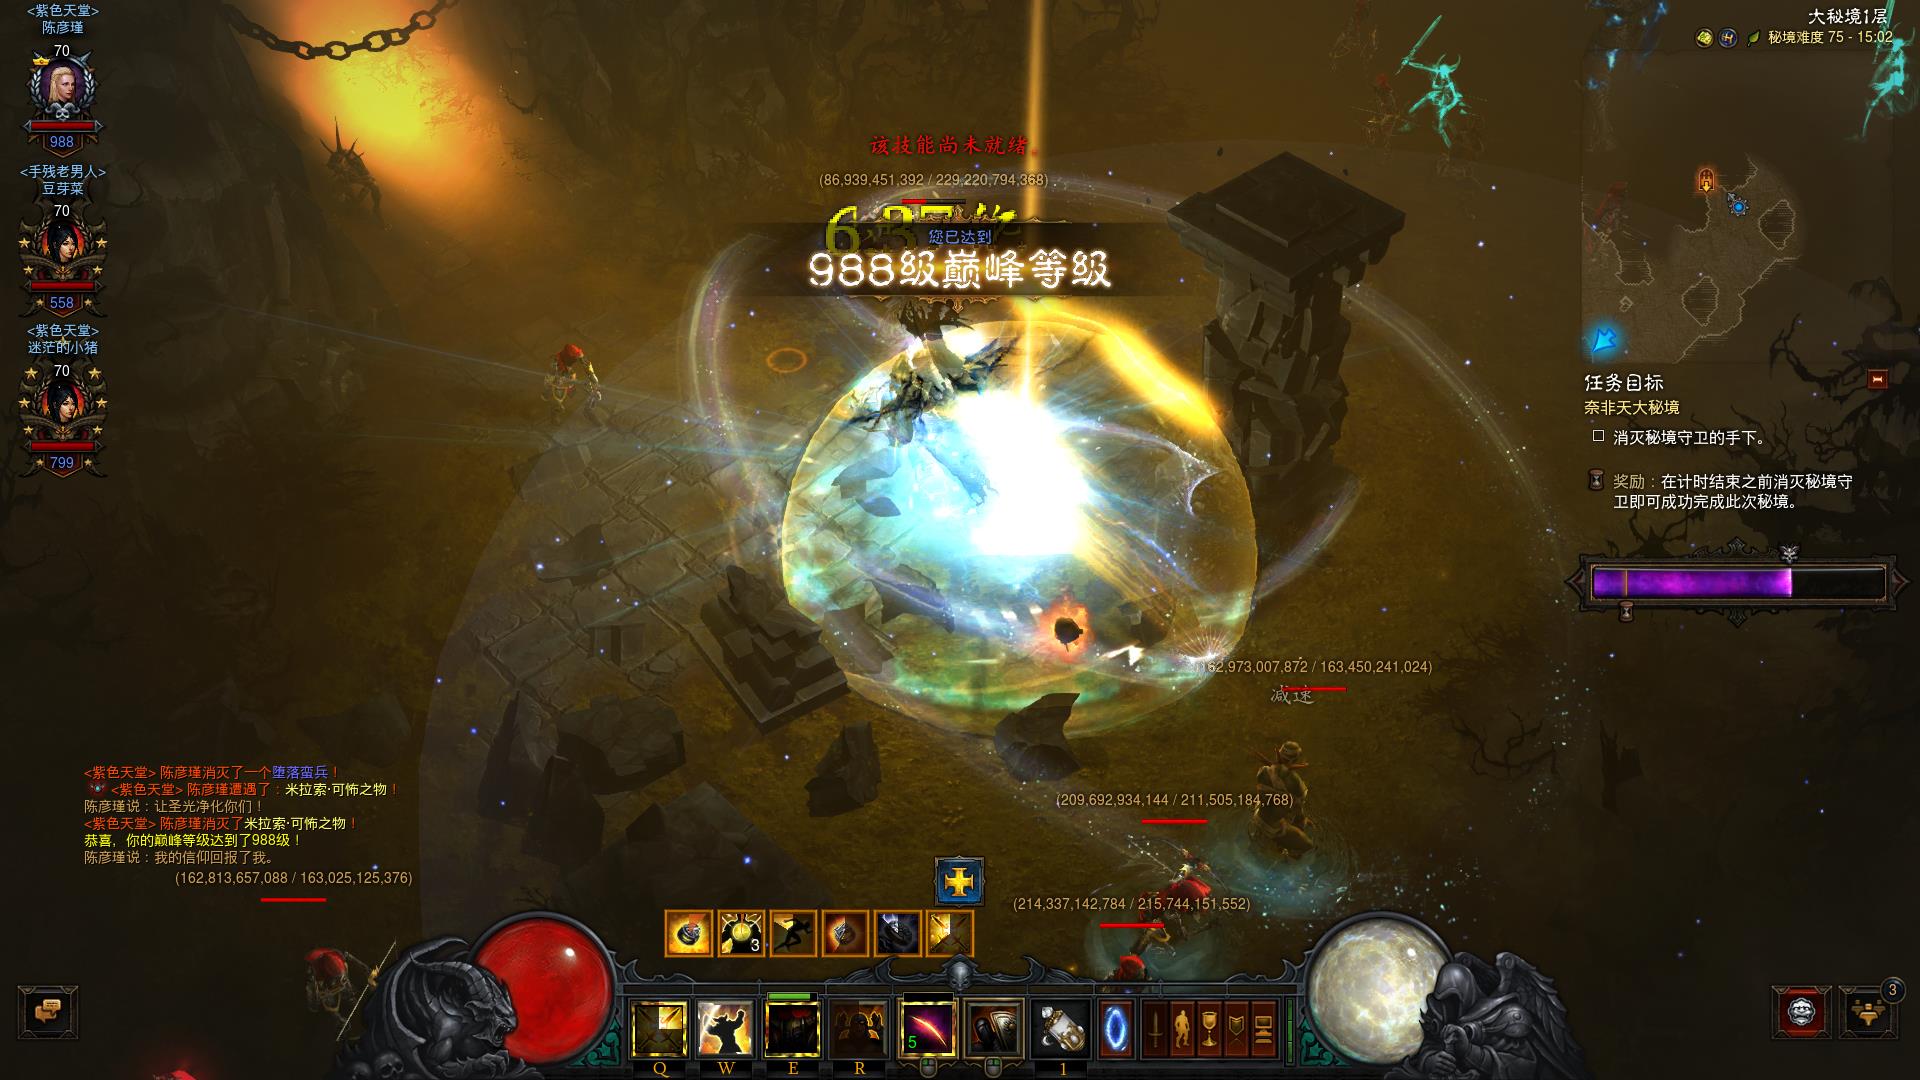 <紫色天堂>
陈彦瑾
70
988
<手残老男人>
豆芽菜
70
558
<紫色天堂>
迷茫的小猪
70
799
该技能尚未就绪。
(86,939,451,392 / 229,220,794,368)
您已达到
988级巅峰等级
大秘境1层
秘境难度 75 - 15:02
任务目标
奈非天大秘境
消灭秘境守卫的手下。
奖励：在计时结束之前消灭秘境守
卫即可成功完成此次秘境。
(162,973,007,872 / 163,450,241,024)
减速
(209,692,934,144 / 211,505,184,768)
(214,337,142,784 / 215,744,151,552)
<紫色天堂> 陈彦瑾消灭了一个堕落蛮兵！
<紫色天堂> 陈彦瑾遭遇了：米拉索·可怖之物！
陈彦瑾说：让圣光净化你们！
<紫色天堂> 陈彦瑾消灭了米拉索·可怖之物！
恭喜，你的巅峰等级达到了988级！
陈彦瑾说：我的信仰回报了我。
(162,813,657,088 / 163,025,125,376)
3
5
Q W E R 1
3